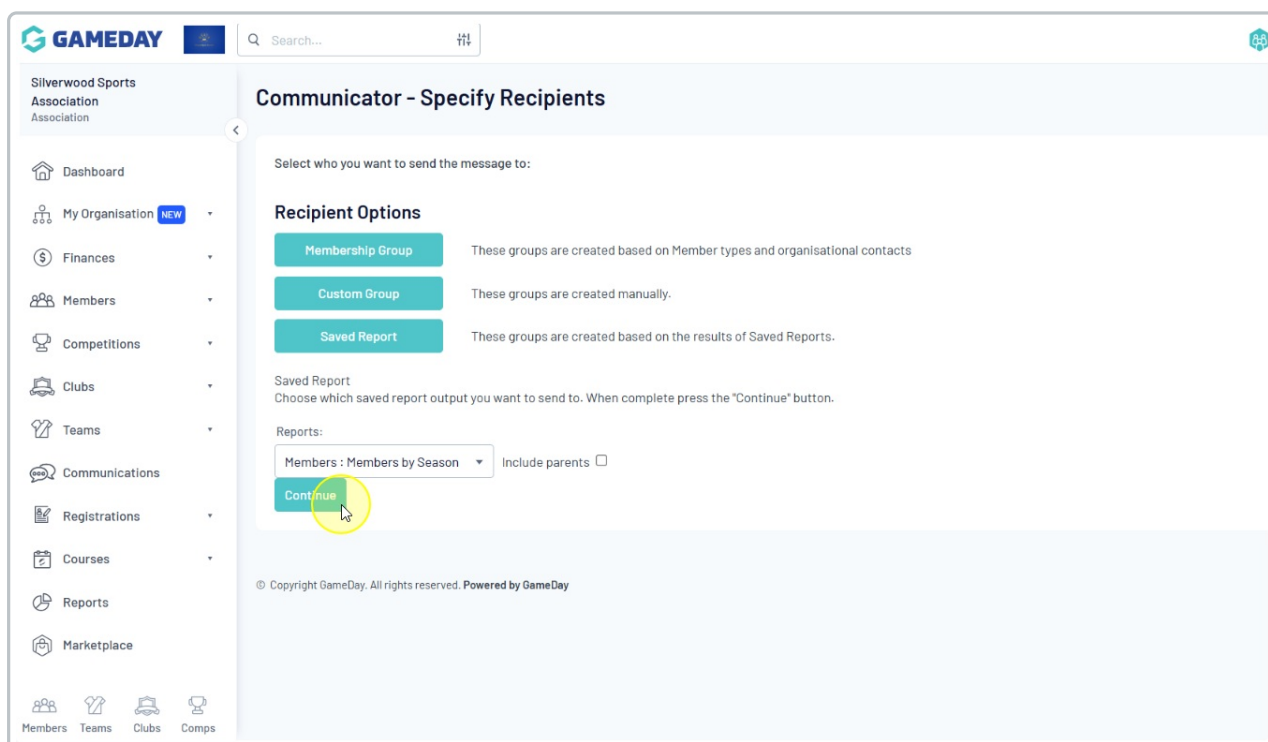 GAMEDAY
Search...
Silverwood Sports
Association
Association
Dashboard
My Organisation NEW
Finances
Members
Competitions
Clubs
Teams
Communications
Registrations
Courses
Reports
Marketplace
Members Teams Clubs Comps
Communicator - Specify Recipients
Select who you want to send the message to:
Recipient Options
Membership Group These groups are created based on Member types and organisational contacts
Custom Group These groups are created manually.
Saved Report These groups are created based on the results of Saved Reports.
Saved Report
Choose which saved report output you want to send to. When complete press the "Continue" button.
Reports:
Members : Members by Season Include parents
Continue
© Copyright GameDay. All rights reserved. Powered by GameDay